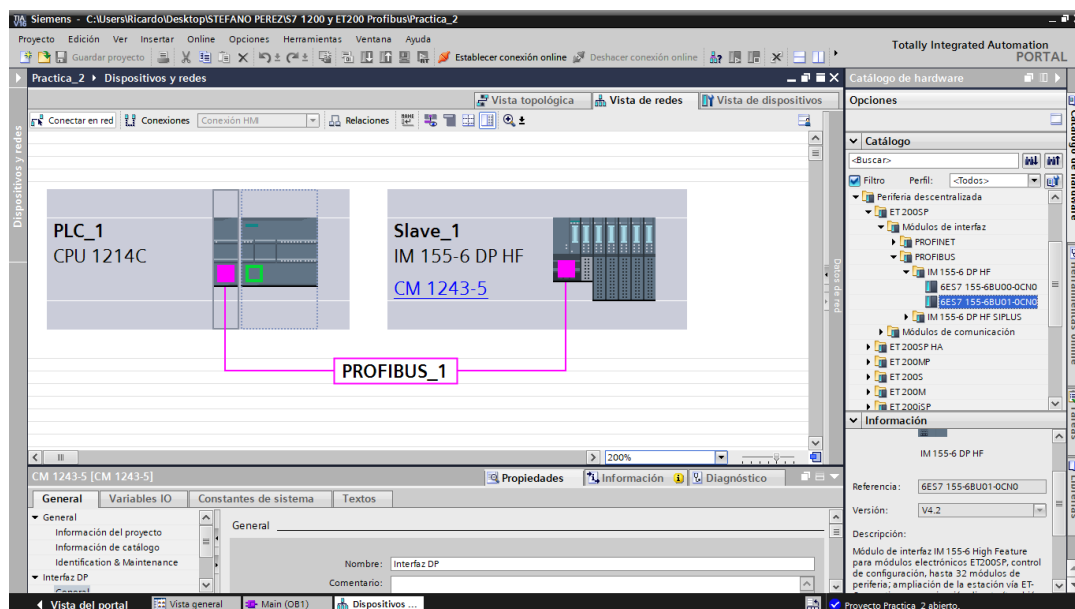 Siemens - C:\Users\Ricardo\Desktop\STEFANO PEREZ\S7 1200 y ET200 Profibus\Practica_2
Proyecto Edición Ver Insertar Online Opciones Herramientas Ventana Ayuda
Totally Integrated Automation
PORTAL
Guardar proyecto Establecer conexión online Deshacer conexión online
Practica_2 Dispositivos y redes
Catálogo de hardware
Vista topológica Vista de redes Vista de dispositivos
Opciones
Conectar en red Conexiones Conexión HMI Relaciones
Catálogo
<Buscar>
Filtro Perfil: <Todos>
Periferia descentralizada
ET 200SP
Módulos de interfaz
PROFINET
PROFIBUS
IM 155-6 DP HF
6ES7 155-6BU00-0CN0
6ES7 155-6BU01-0CN0
IM 155-6 DP HF SIPLUS
Módulos de comunicación
ET 200SP HA
ET 200MP
ET 200S
ET 200M
ET 200iSP
Dispositivos y redes
PLC_1
CPU 1214C
Slave_1
IM 155-6 DP HF
CM 1243-5
PROFIBUS_1
Datos de red
200%
Información
IM 155-6 DP HF
Referencia: 6ES7 155-6BU01-0CN0
Versión: V4.2
Descripción:
Módulo de interfaz IM 155-6 High Feature
para módulos electrónicos ET200SP, control
de configuración, hasta 32 módulos de
periferia; ampliación de la estación vía ET-
CM 1243-5 [CM 1243-5]
Propiedades Información Diagnóstico
General Variables IO Constantes de sistema Textos
General
Información del proyecto
Información de catálogo
Identification & Maintenance
Interfaz DP
General
General
Nombre: Interfaz DP
Comentario:
Catálogo de hardware
Herramientas online
Tareas
Librerías
Vista del portal Vista general Main (OB1) Dispositivos ...
Proyecto Practica_2 abierto.